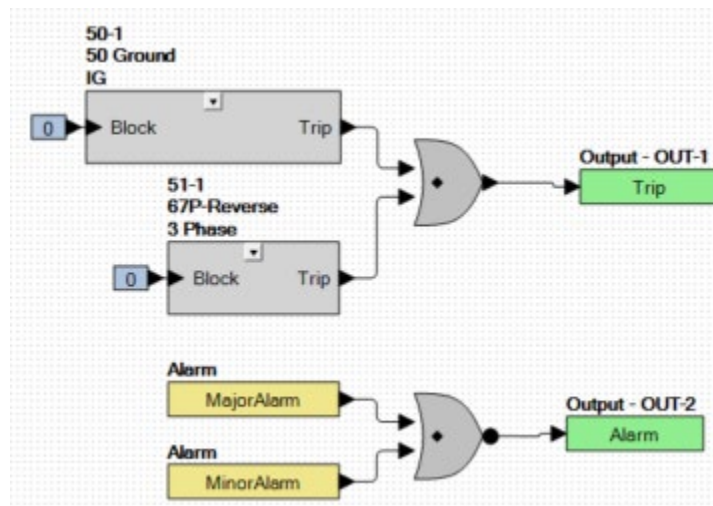 50-1
50 Ground
IG
0
Block
Trip
Output - OUT-1
Trip
51-1
67P-Reverse
3 Phase
0
Block
Trip
Alarm
MajorAlarm
Output - OUT-2
Alarm
Alarm
MinorAlarm